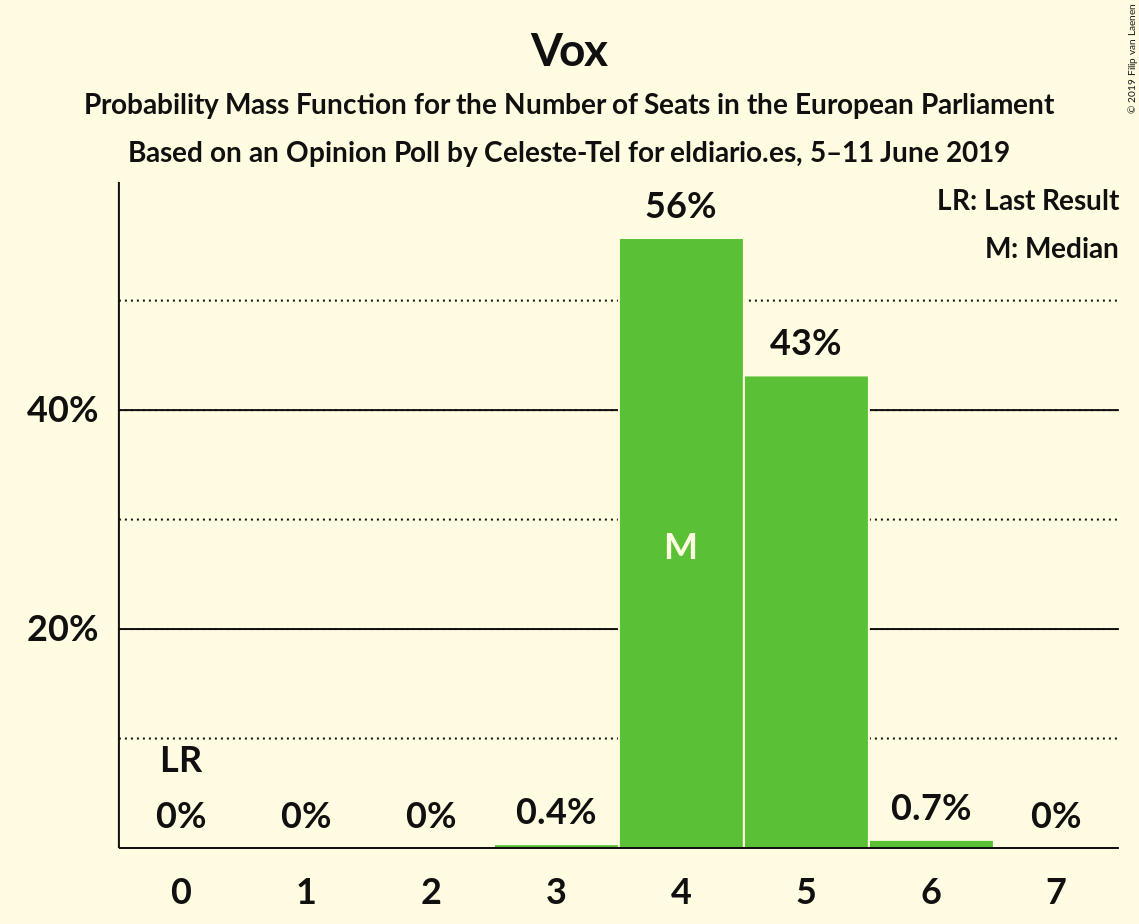 Vox
Probability Mass Function for the Number of Seats in the European Parliament
Based on an Opinion Poll by Celeste-Tel for eldiario.es, 5–11 June 2019
© 2019 Filip van Laenen
LR: Last Result
M: Median
56%
43%
40%
M
20%
LR
0%
0%
0%
0.4%
0.7%
0%
0
1
2
3
4
5
6
7